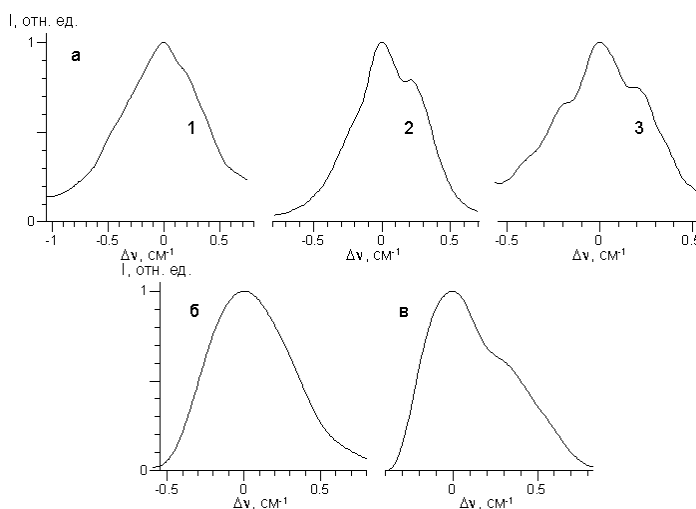 I, отн. ед.
а
1
1
2
3
0
-1 -0.5 0 0.5
-0.5 0 0.5
-0.5 0 0.5
Δν, см-1
Δν, см-1
Δν, см-1
I, отн. ед.
1
б
в
0
-0.5 0 0.5
0 0.5
Δν, см-1
Δν, см-1